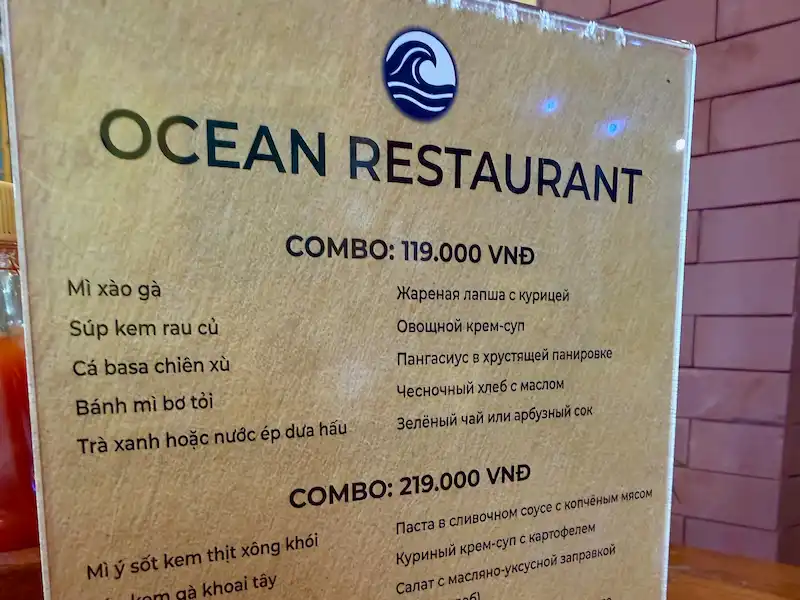 OCEAN RESTAURANT
COMBO: 119.000 VNĐ
Mì xào gà
Жареная лапша с курицей
Súp kem rau củ
Овощной крем-суп
Cá basa chiên xù
Пангасиус в хрустящей панировке
Bánh mì bơ tỏi
Чесночный хлеб с маслом
Trà xanh hoặc nước ép dưa hấu
Зелёный чай или арбузный сок
COMBO: 219.000 VNĐ
Mì ý sốt kem thịt xông khói
Паста в сливочном соусе с копчёным мясом
kem gà khoai tây
Куриный крем-суп с картофелем
Салат с масляно-уксусной заправкой